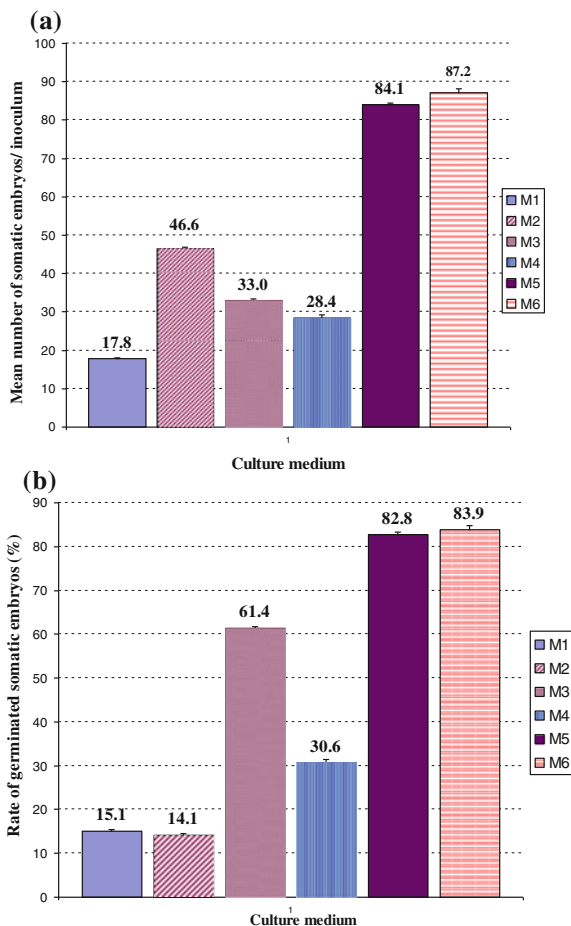 (a)
Mean number of somatic embryos/ inoculum
100
90
80
70
60
50
40
30
20
10
0
17.8
46.6
33.0
28.4
84.1
87.2
1
Culture medium
M1
M2
M3
M4
M5
M6
(b)
Rate of germinated somatic embryos (%)
90
80
70
60
50
40
30
20
10
0
15.1
14.1
61.4
30.6
82.8
83.9
1
Culture medium
M1
M2
M3
M4
M5
M6